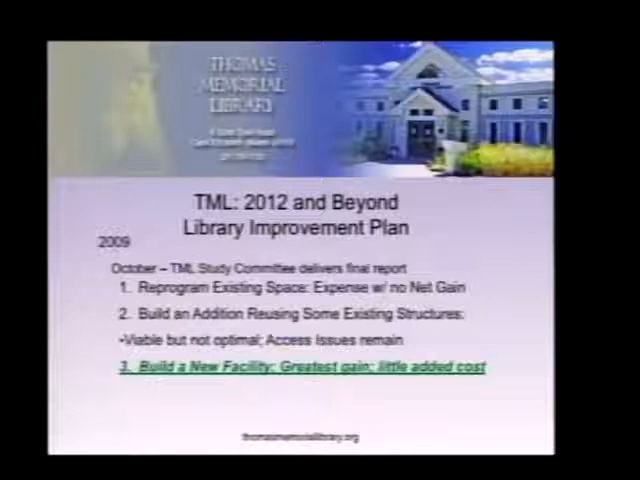 THOMAS
MEMORIAL
LIBRARY
TML: 2012 and Beyond
Library Improvement Plan
2009
October – TML Study Committee delivers final report
1. Reprogram Existing Space: Expense w/ no Net Gain
2. Build an Addition Reusing Some Existing Structures:
•Viable but not optimal; Access Issues remain
3. Build a New Facility: Greatest gain; little added cost
thomasmemoriallibrary.org